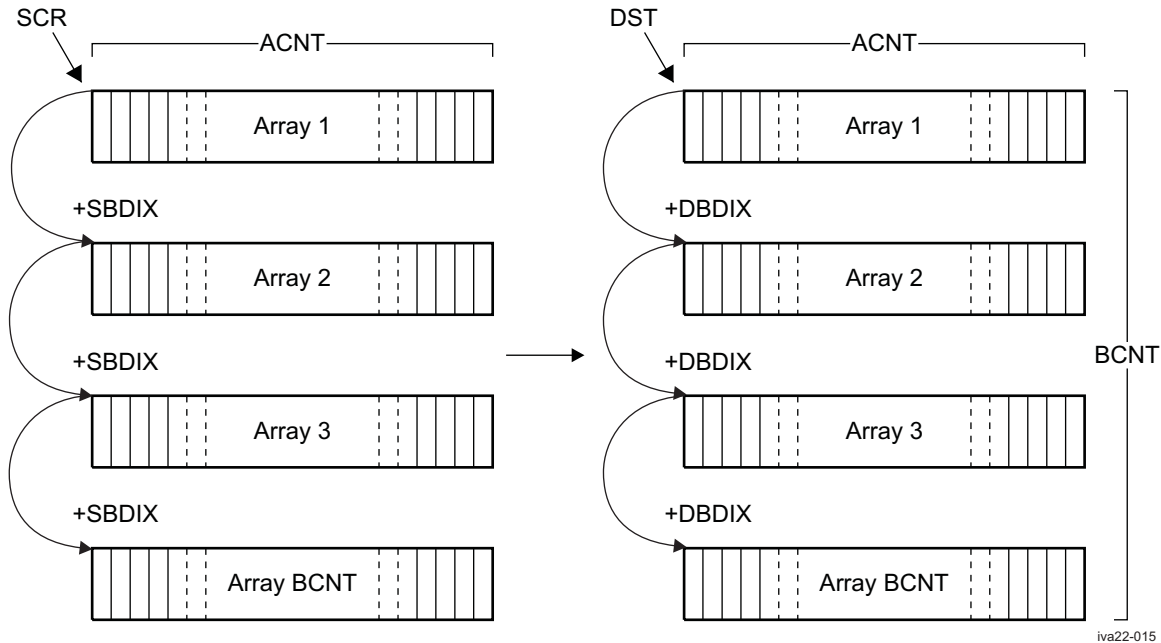 SCR
DST
ACNT
ACNT
Array 1
Array 1
+SBDIX
+DBDIX
Array 2
Array 2
+SBDIX
+DBDIX
BCNT
Array 3
Array 3
+SBDIX
+DBDIX
Array BCNT
Array BCNT
iva22-015